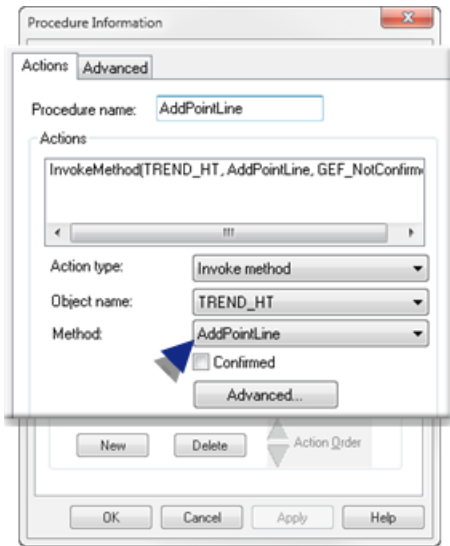 Procedure Information
Actions Advanced
Procedure name: AddPointLine
Actions
InvokeMethod(TREND_HT, AddPointLine, GEF_NotConfirm
Action type: Invoke method
Object name: TREND_HT
Method: AddPointLine
Confirmed
Advanced...
New Delete Action Order
OK Cancel Apply Help